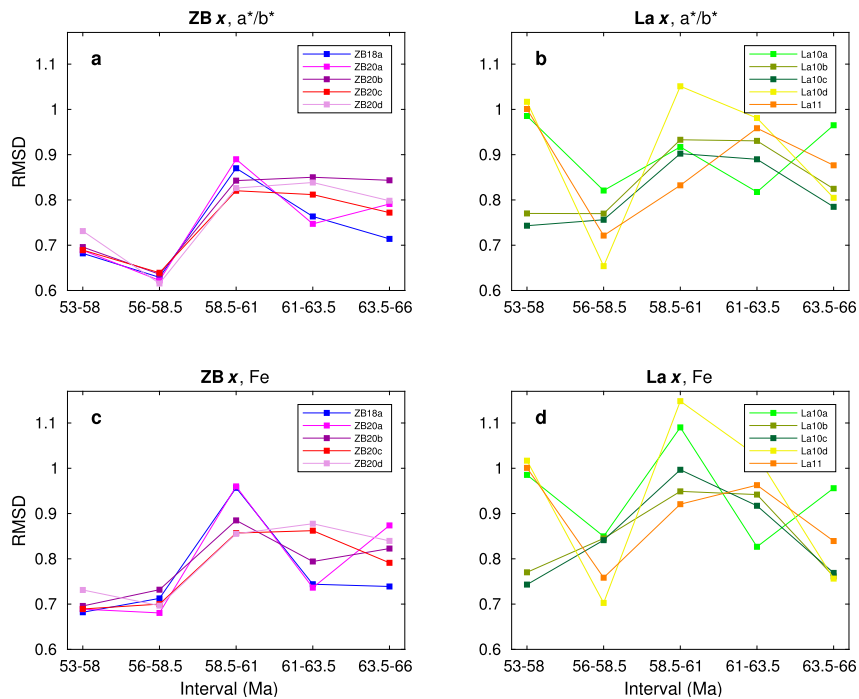 ZB x, a*/b*
a
ZB18a
ZB20a
ZB20b
ZB20c
ZB20d
RMSD
1.1
1
0.9
0.8
0.7
0.6
53-58
56-58.5
58.5-61
61-63.5
63.5-66
La x, a*/b*
b
La10a
La10b
La10c
La10d
La11
1.1
1
0.9
0.8
0.7
0.6
53-58
56-58.5
58.5-61
61-63.5
63.5-66
ZB x, Fe
c
ZB18a
ZB20a
ZB20b
ZB20c
ZB20d
RMSD
1.1
1
0.9
0.8
0.7
0.6
53-58
56-58.5
58.5-61
61-63.5
63.5-66
Interval (Ma)
La x, Fe
d
La10a
La10b
La10c
La10d
La11
1.1
1
0.9
0.8
0.7
0.6
53-58
56-58.5
58.5-61
61-63.5
63.5-66
Interval (Ma)